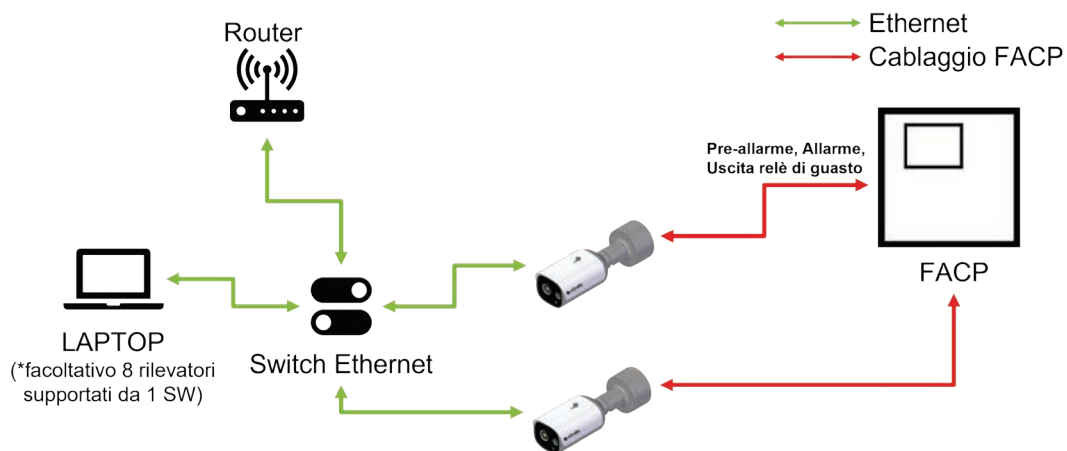 Router
Ethernet
Cablaggio FACP
Pre-allarme, Allarme,
Uscita relè di guasto
FACP
LAPTOP
(*facoltativo 8 rilevatori
supportati da 1 SW)
Switch Ethernet